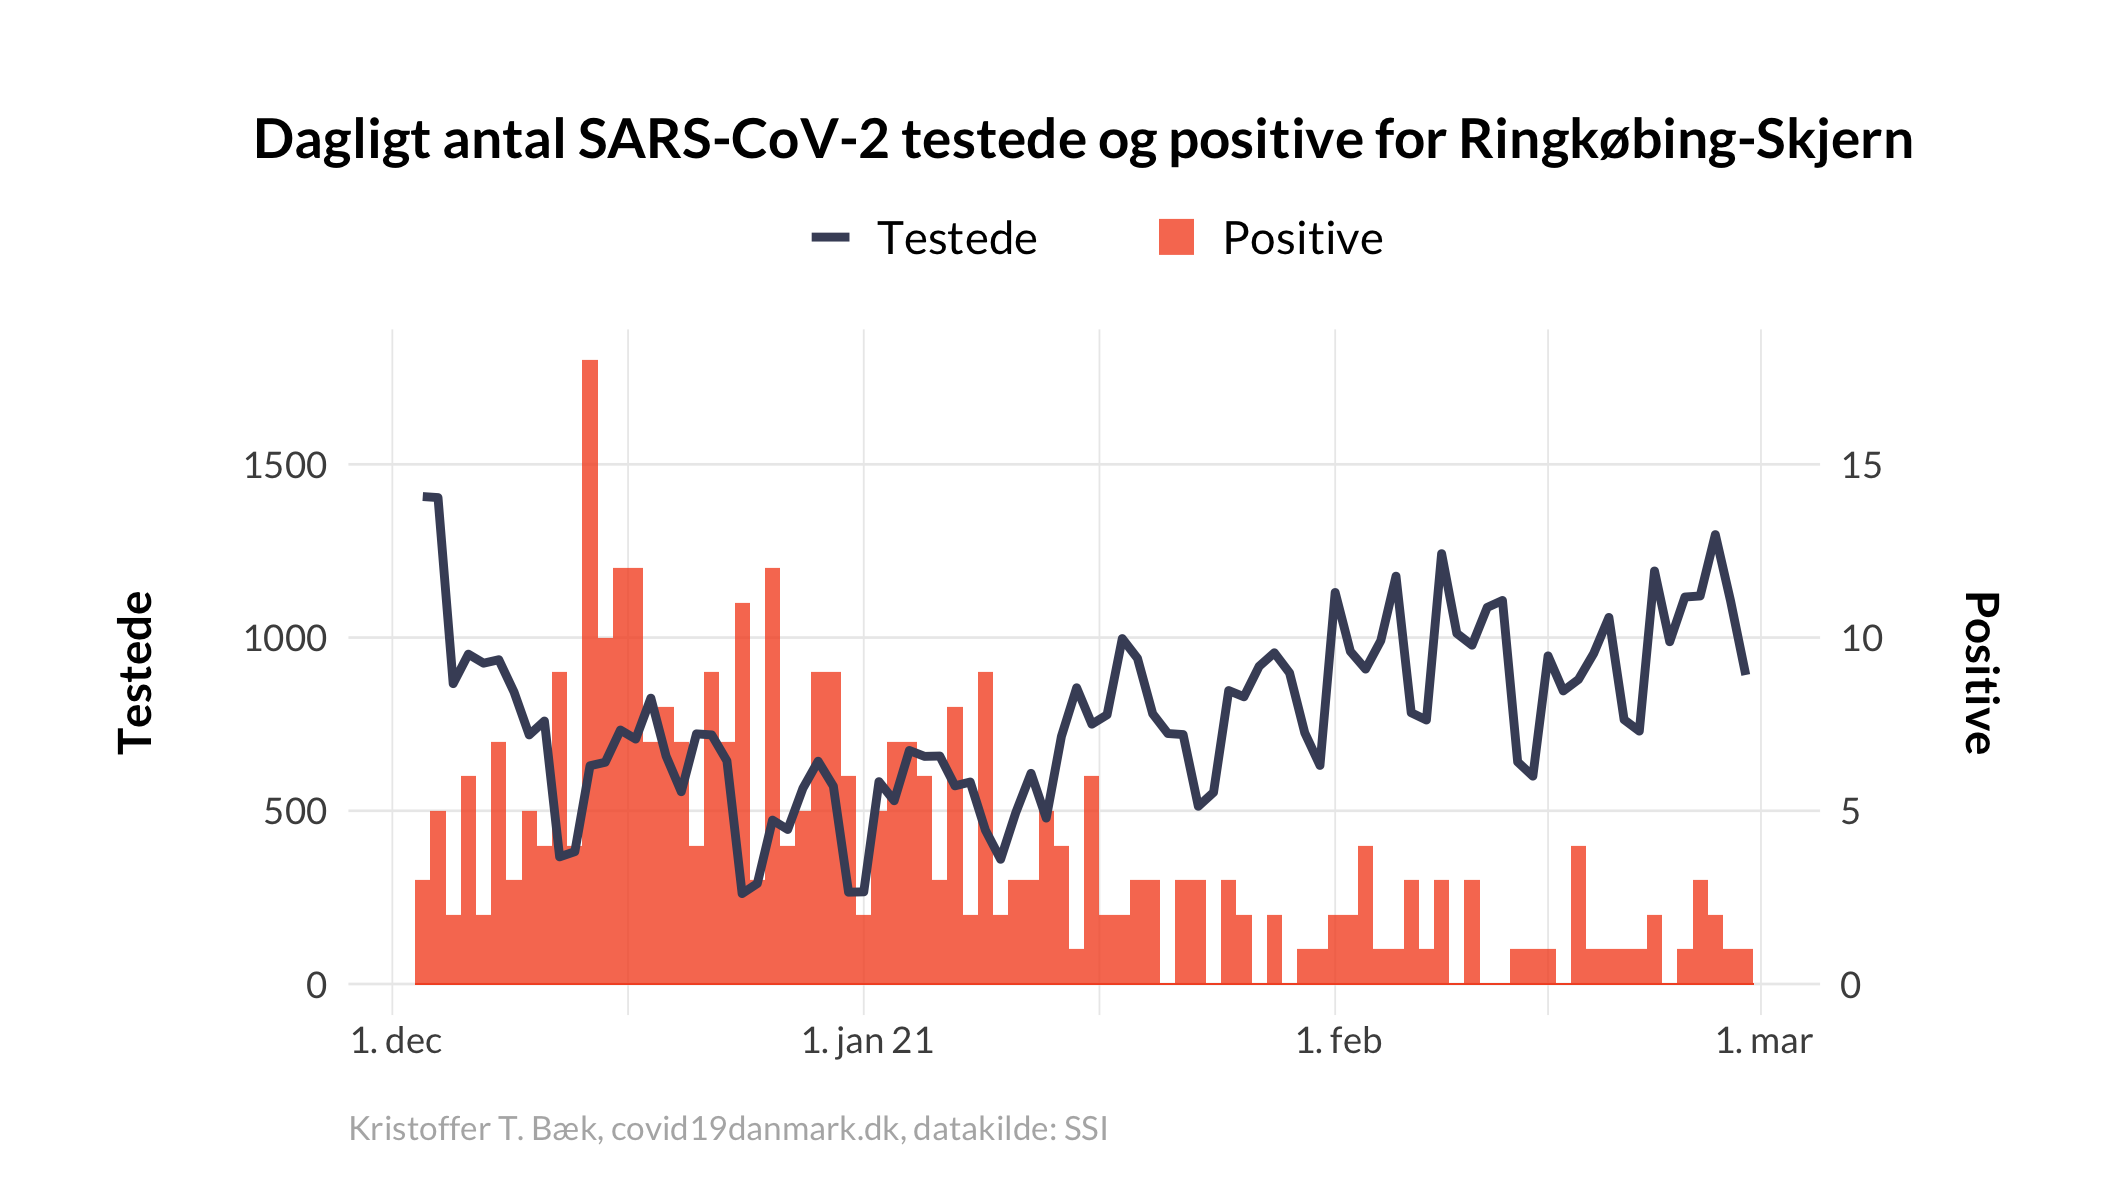 Dagligt antal SARS-CoV-2 testede og positive for Ringkøbing-Skjern
Testede
Positive
1500
1000
500
0
Testede
15
10
5
0
Positive
1. dec
1. jan 21
1. feb
1. mar
Kristoffer T. Bæk, covid19danmark.dk, datakilde: SSI